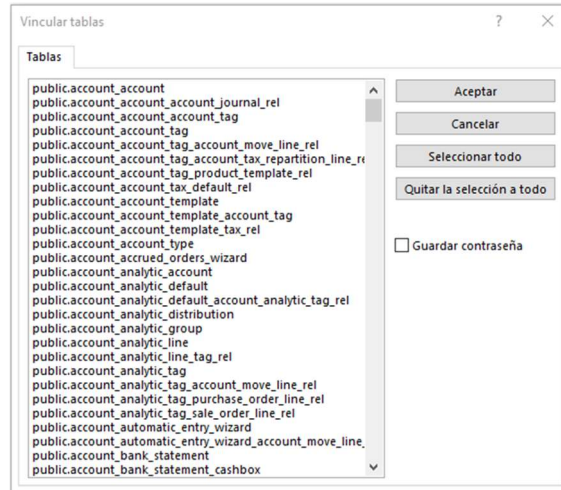 Vincular tablas
?
Tablas
public.account_account
public.account_account_account_journal_rel
public.account_account_account_tag
public.account_account_tag
public.account_account_tag_account_move_line_rel
public.account_account_tag_account_tax_repartition_line_re
public.account_account_tag_product_template_rel
public.account_account_tax_default_rel
public.account_account_template
public.account_account_template_account_tag
public.account_account_template_tax_rel
public.account_account_type
public.account_accrued_orders_wizard
public.account_analytic_account
public.account_analytic_default
public.account_analytic_default_account_analytic_tag_rel
public.account_analytic_distribution
public.account_analytic_group
public.account_analytic_line
public.account_analytic_line_tag_rel
public.account_analytic_tag
public.account_analytic_tag_account_move_line_rel
public.account_analytic_tag_purchase_order_line_rel
public.account_analytic_tag_sale_order_line_rel
public.account_automatic_entry_wizard
public.account_automatic_entry_wizard_account_move_line_
public.account_bank_statement
public.account_bank_statement_cashbox
Aceptar
Cancelar
Seleccionar todo
Quitar la selección a todo
Guardar contraseña